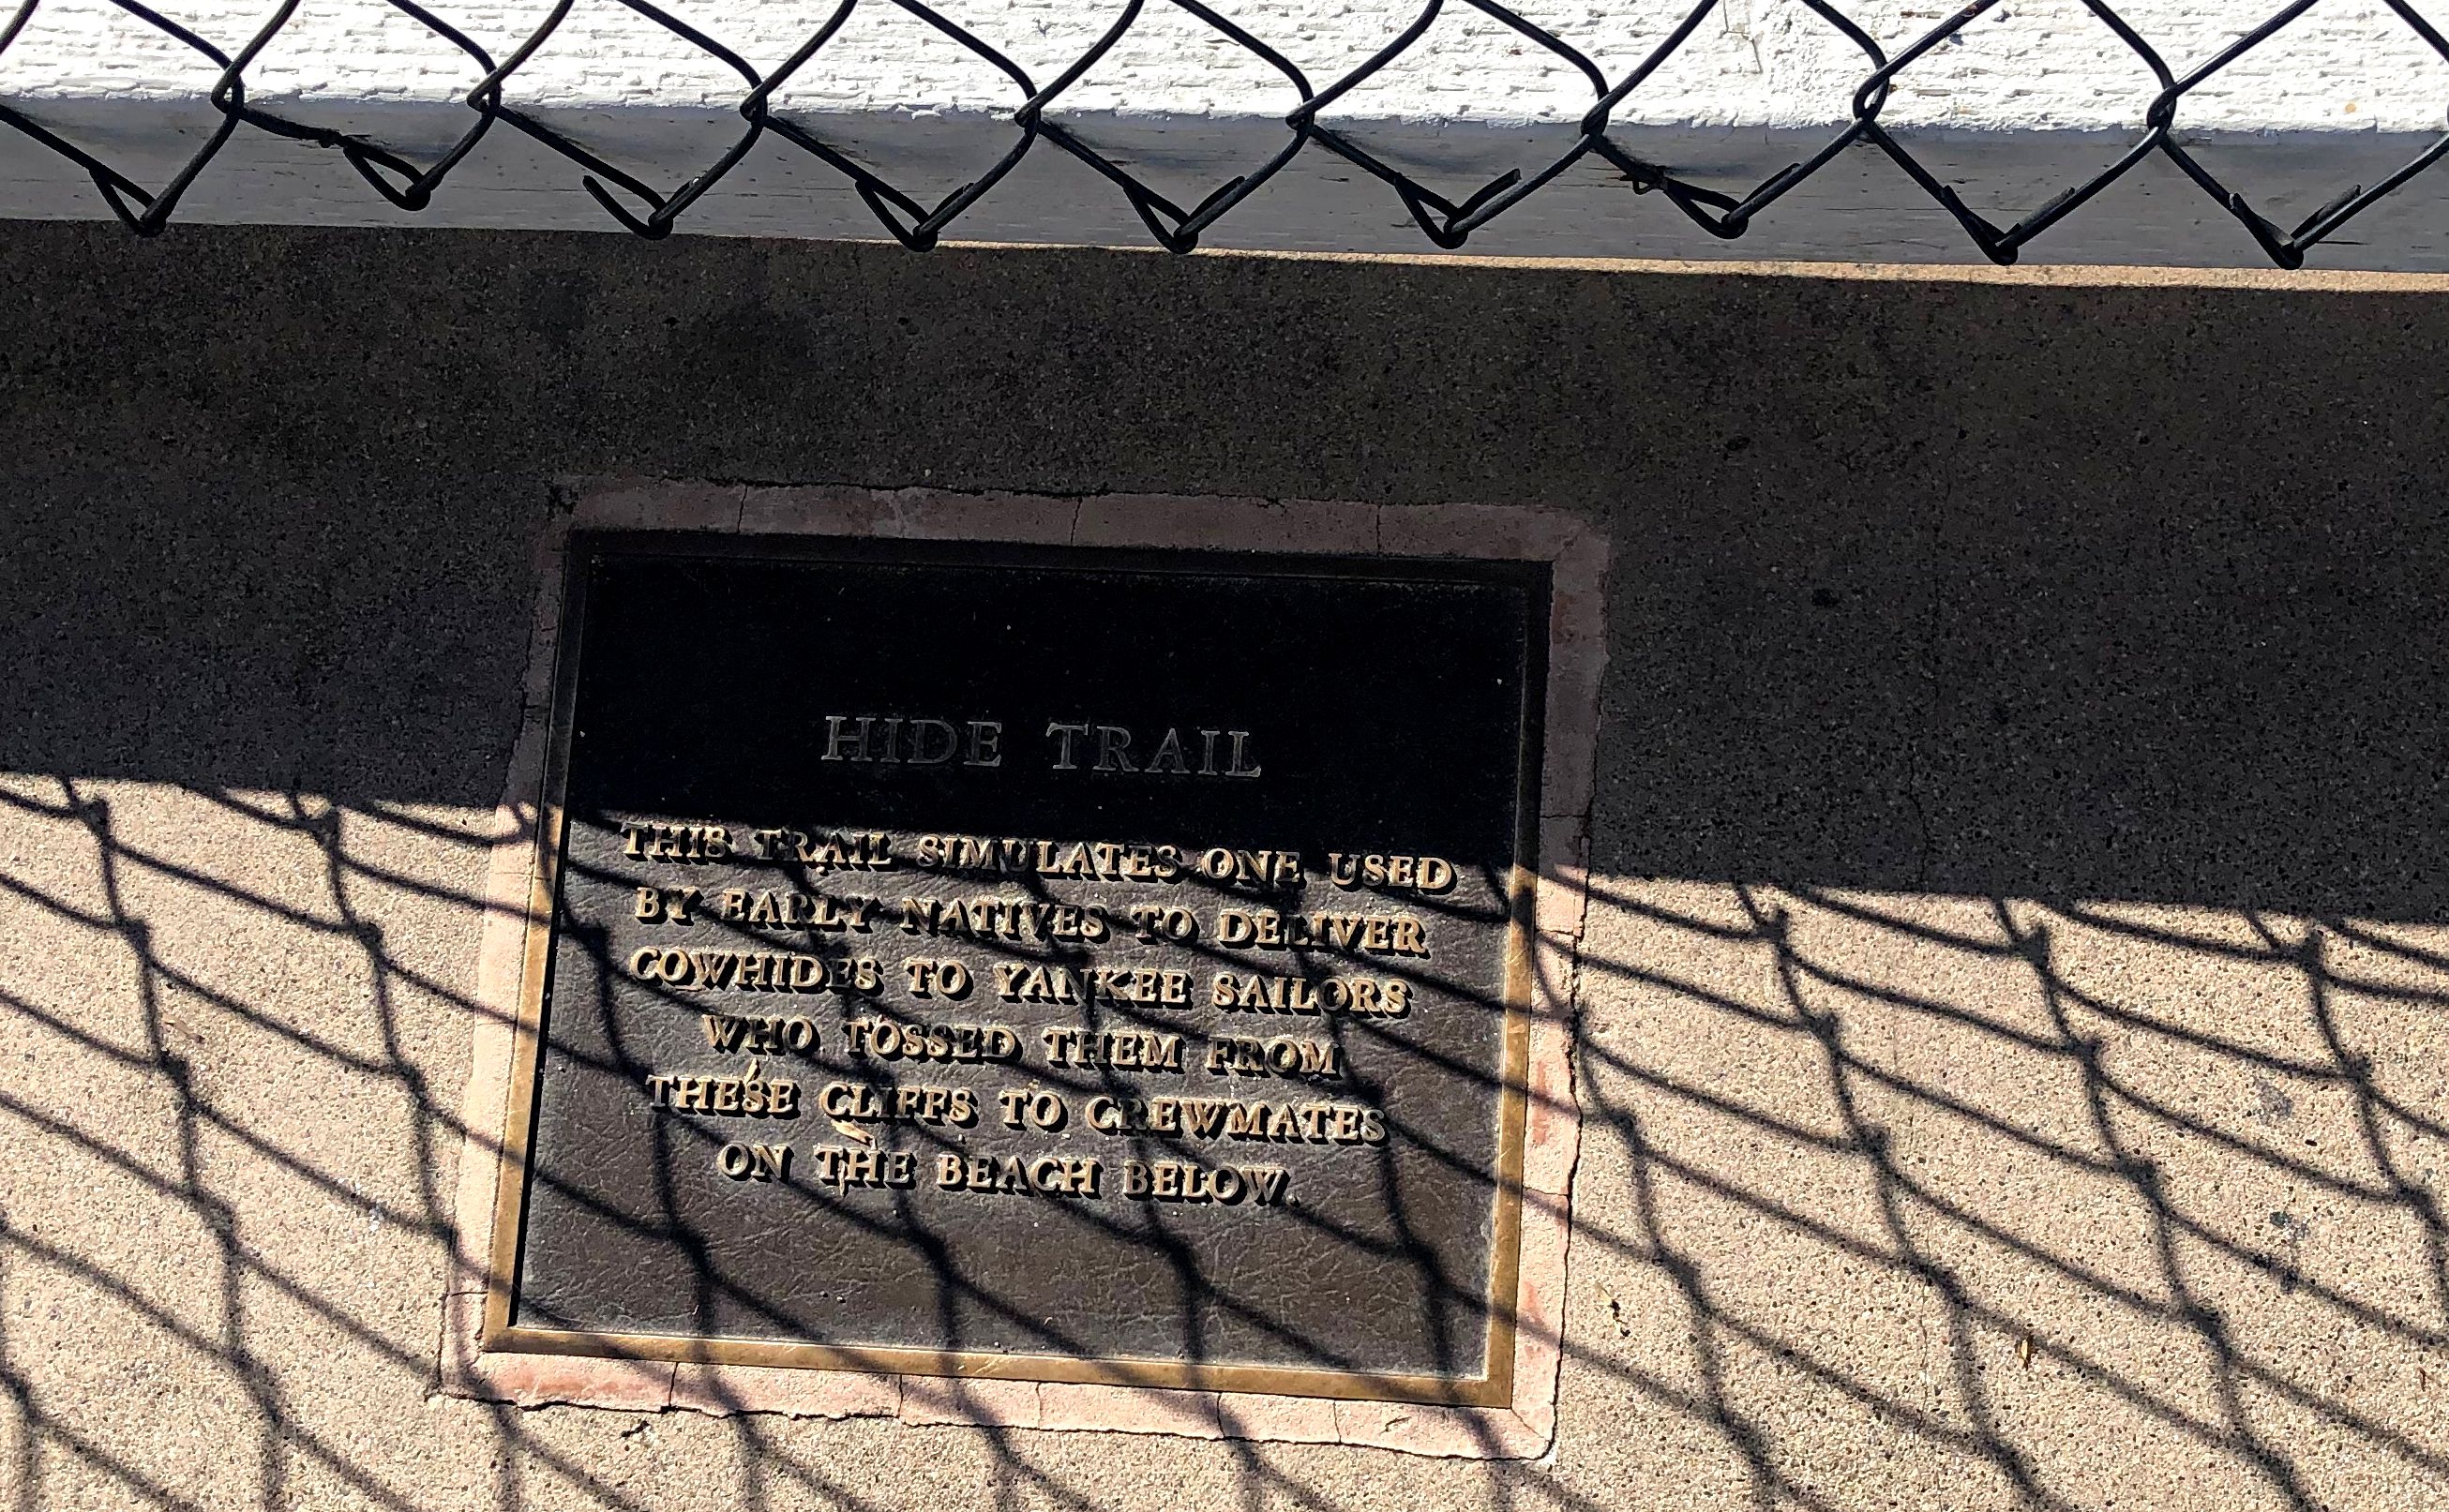 HIDE TRAIL
THIS TRAIL SIMULATES ONE USED
BY EARLY NATIVES TO DELIVER
COWHIDES TO YANKEE SAILORS
WHO TOSSED THEM FROM
THESE CLIFFS TO CREWMATES
ON THE BEACH BELOW.